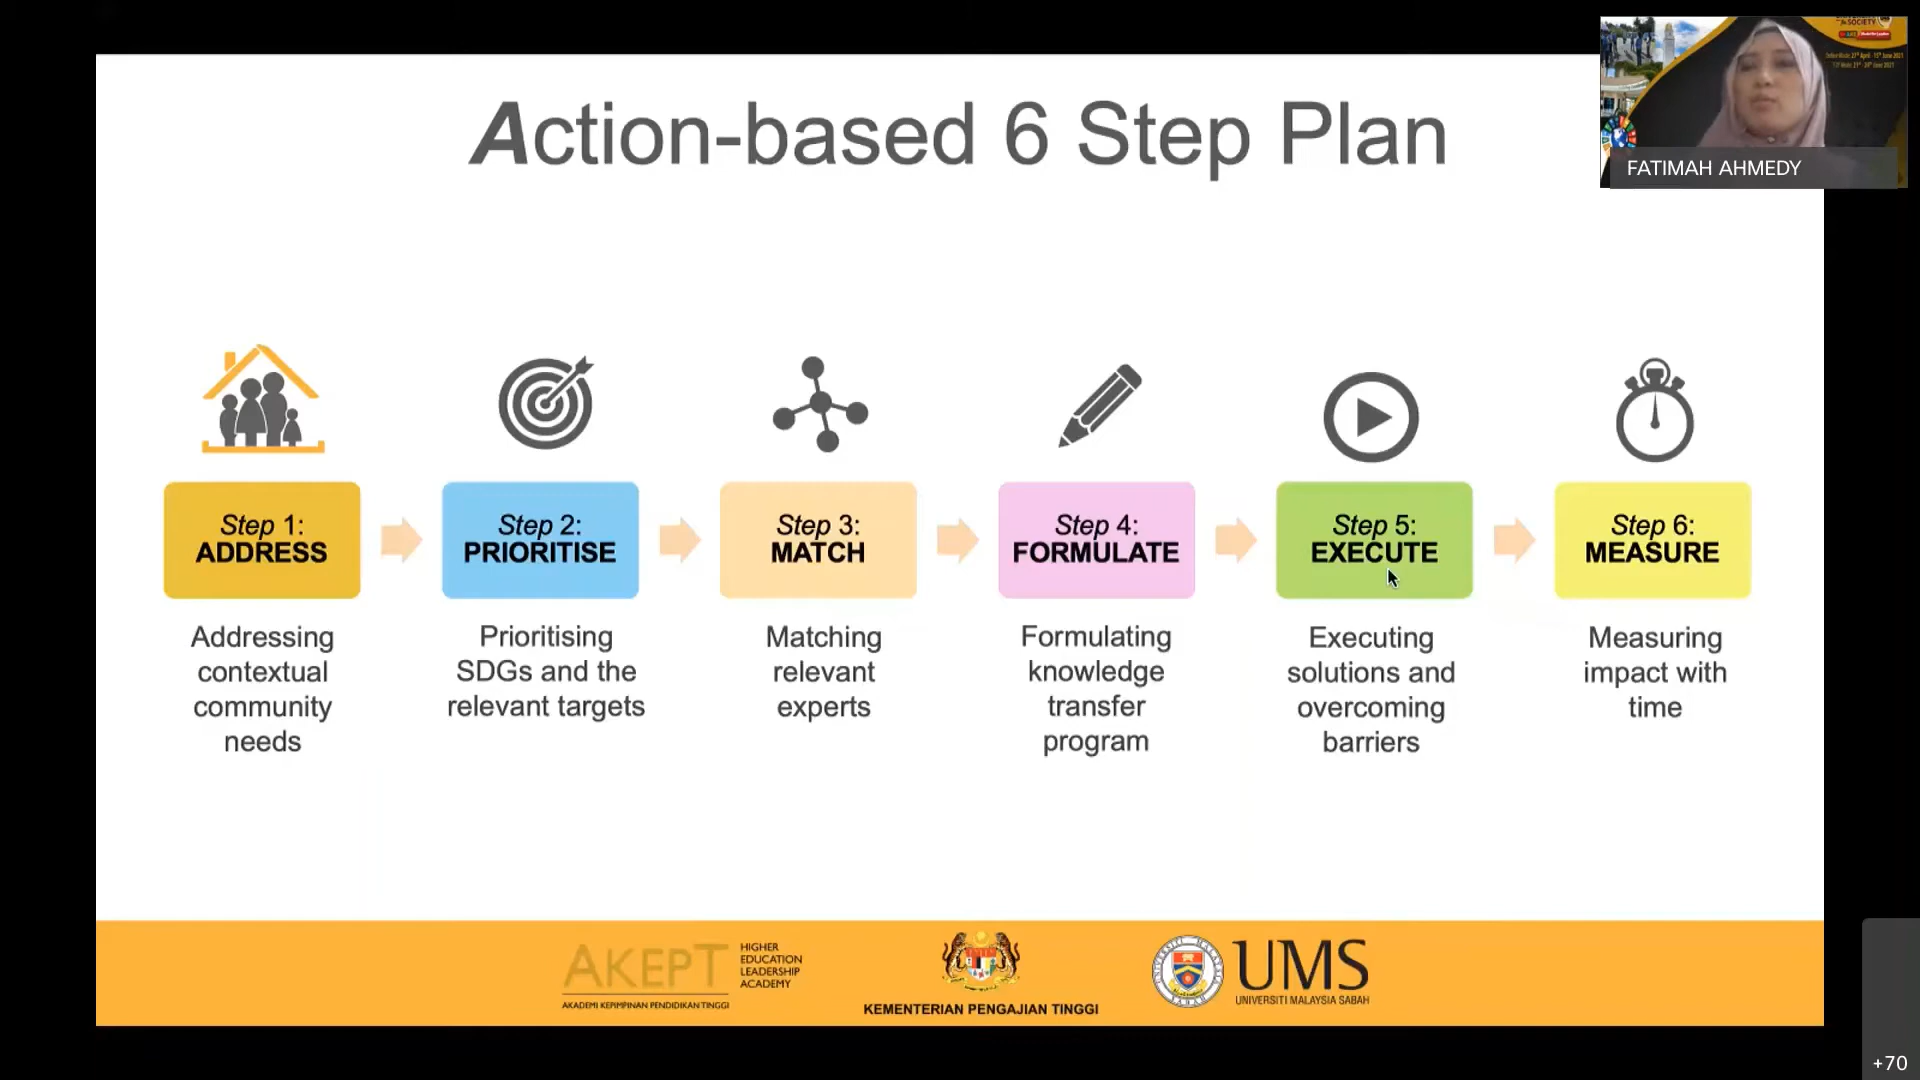 Action-based 6 Step Plan
SOCIETY
FATIMAH AHMEDY
Step 1:
ADDRESS
Step 2:
PRIORITISE
Step 3:
MATCH
Step 4:
FORMULATE
Step 5:
EXECUTE
Step 6:
MEASURE
Addressing
contextual
community
needs
Prioritising
SDGs and the
relevant targets
Matching
relevant
experts
Formulating
knowledge
transfer
program
Executing
solutions and
overcoming
barriers
Measuring
impact with
time
AKEPT
HIGHER
EDUCATION
LEADERSHIP
ACADEMY
AKADEMI KEPIMPINAN PENDIDIKAN TINGGI
KEMENTERIAN PENGAJIAN TINGGI
UMS
UNIVERSITI MALAYSIA SABAH
+70